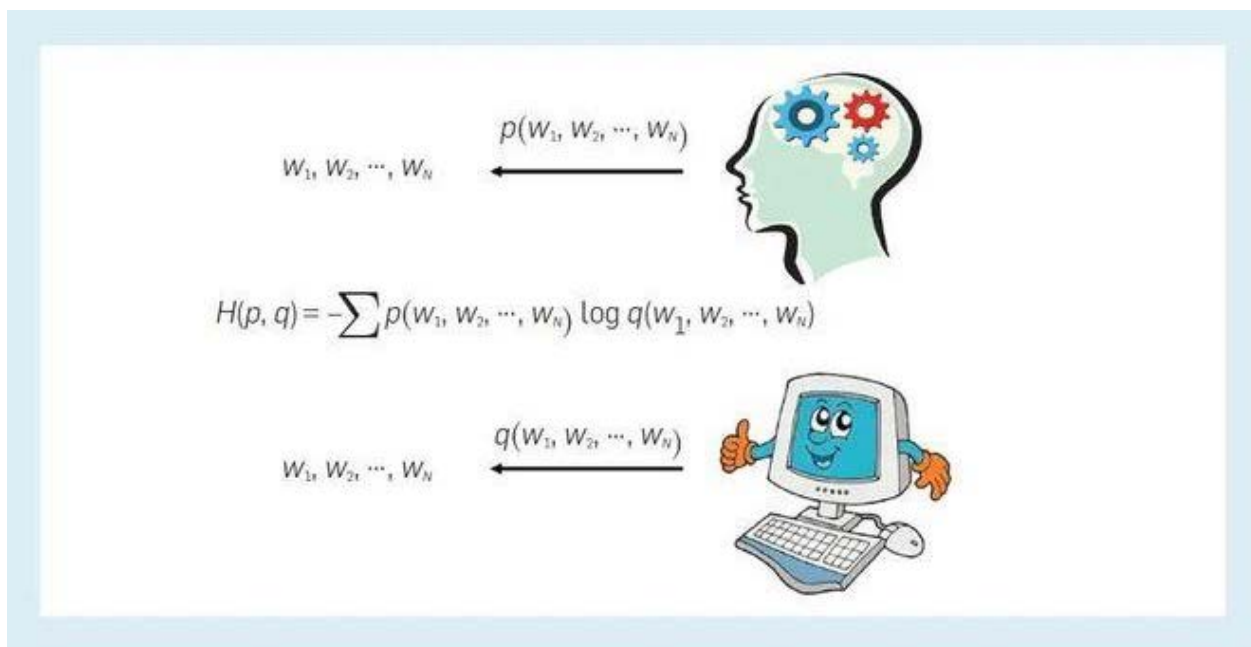 p(w₁, w₂, ···, w_N)
w₁, w₂, ···, w_N
H(p, q) = −∑ p(w₁, w₂, ···, w_N) log q(w₁, w₂, ···, w_N)
q(w₁, w₂, ···, w_N)
w₁, w₂, ···, w_N